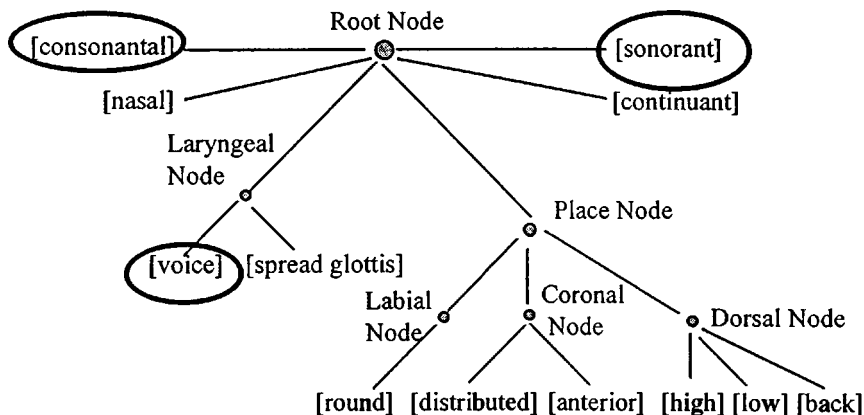 Root Node
[consonantal] [sonorant]
[nasal] [continuant]
Laryngeal
Node
Place Node
[voice] [spread glottis]
Labial
Node
Coronal
Node
Dorsal Node
[round] [distributed] [anterior] [high] [low] [back]